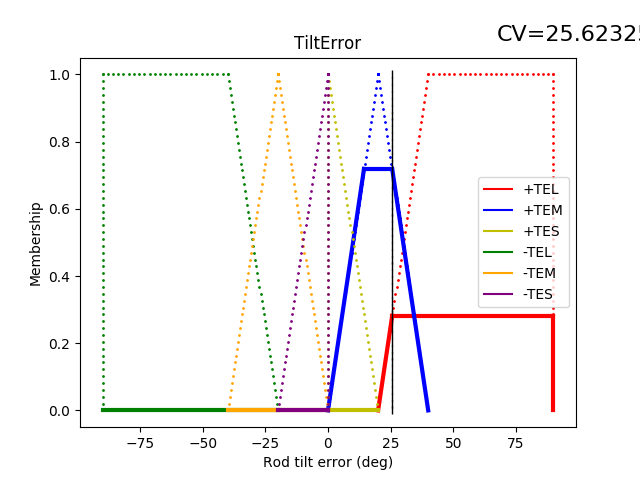 CV=25.62325
TiltError
Membership
1.0
0.8
0.6
0.4
0.2
0.0
+TEL
+TEM
+TES
-TEL
-TEM
-TES
−75
−50
−25
0
25
50
75
Rod tilt error (deg)